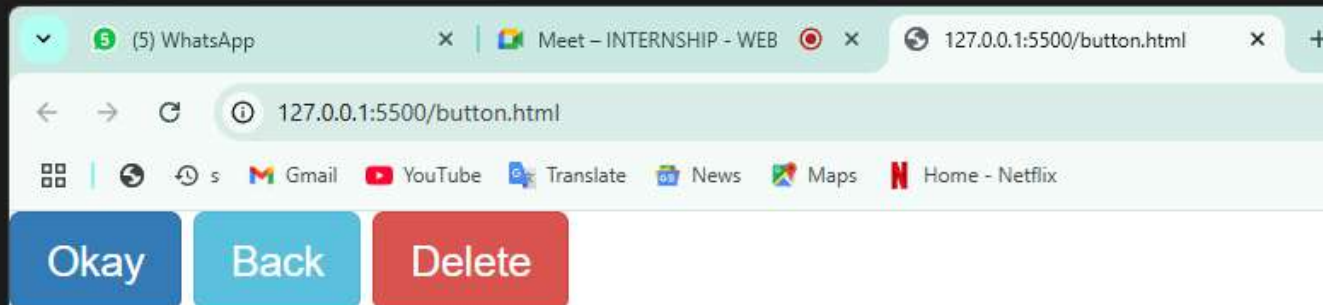 (5) WhatsApp
Meet – INTERNSHIP - WEB
127.0.0.1:5500/button.html
127.0.0.1:5500/button.html
s
Gmail
YouTube
Translate
News
Maps
Home - Netflix
Okay
Back
Delete